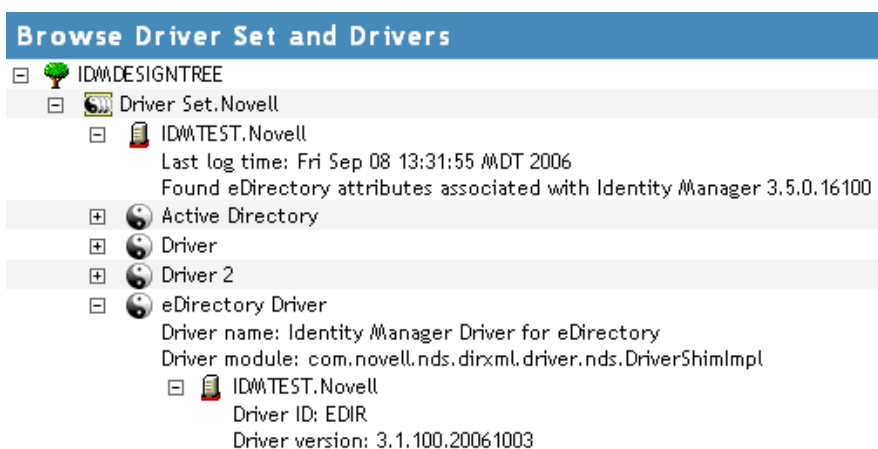 Browse Driver Set and Drivers
IDMDESIGNTREE
Driver Set.Novell
IDMTEST.Novell
Last log time: Fri Sep 08 13:31:55 MDT 2006
Found eDirectory attributes associated with Identity Manager 3.5.0.16100
Active Directory
Driver
Driver 2
eDirectory Driver
Driver name: Identity Manager Driver for eDirectory
Driver module: com.novell.nds.dirxml.driver.nds.DriverShimImpl
IDMTEST.Novell
Driver ID: EDIR
Driver version: 3.1.100.20061003